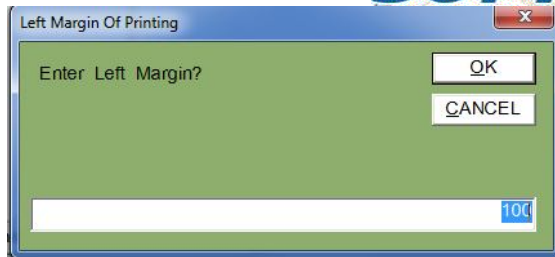 Left Margin Of Printing
X
Enter Left Margin?
OK
CANCEL
100